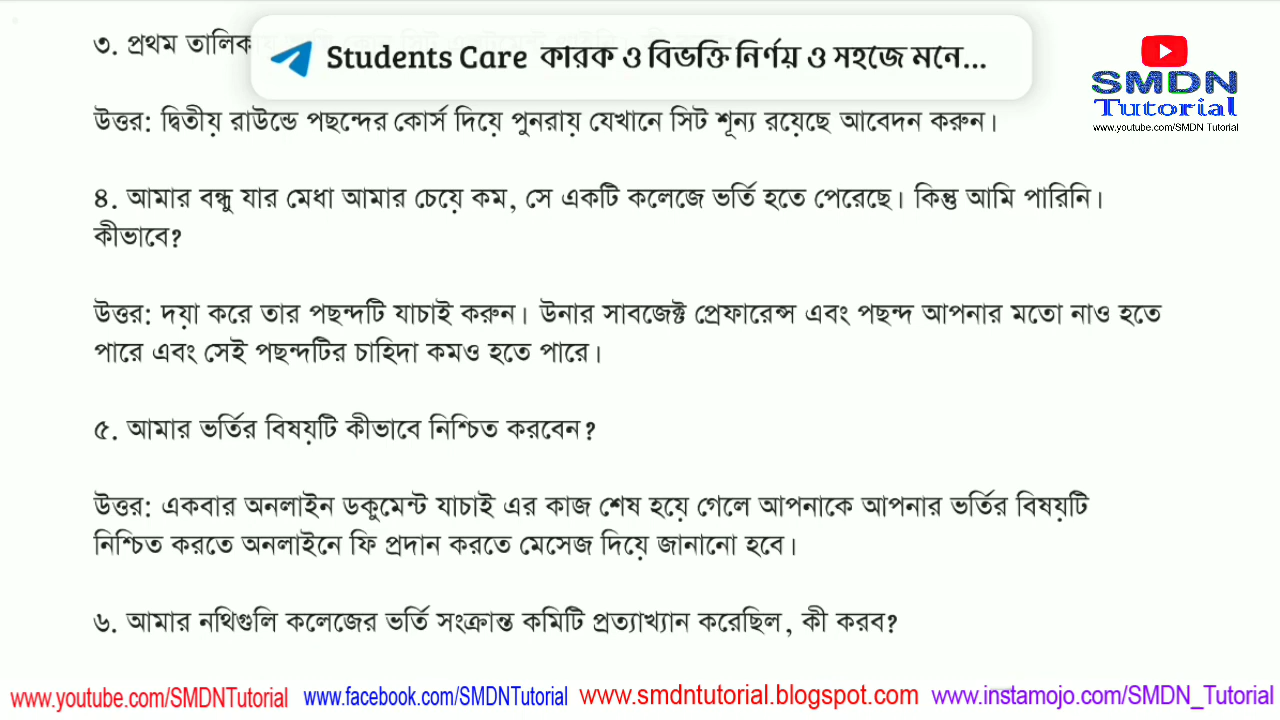 ৩. প্রথম তালিকায়
Students Care কারক ও বিভক্তি নির্ণয় ও সহজে মনে...
SMDN
Tutorial
www.youtube.com/SMDN Tutorial
উত্তর: দ্বিতীয় রাউন্ডে পছন্দের কোর্স দিয়ে পুনরায় যেখানে সিট শূন্য রয়েছে আবেদন করুন।
৪. আমার বন্ধু যার মেধা আমার চেয়ে কম, সে একটি কলেজে ভর্তি হতে পেরেছে। কিন্তু আমি পারিনি।
কীভাবে?
উত্তর: দয়া করে তার পছন্দটি যাচাই করুন। উনার সাবজেক্ট প্রেফারেন্স এবং পছন্দ আপনার মতো নাও হতে
পারে এবং সেই পছন্দটির চাহিদা কমও হতে পারে।
৫. আমার ভর্তির বিষয়টি কীভাবে নিশ্চিত করবেন?
উত্তর: একবার অনলাইন ডকুমেন্ট যাচাই এর কাজ শেষ হয়ে গেলে আপনাকে আপনার ভর্তির বিষয়টি
নিশ্চিত করতে অনলাইনে ফি প্রদান করতে মেসেজ দিয়ে জানানো হবে।
৬. আমার নথিগুলি কলেজের ভর্তি সংক্রান্ত কমিটি প্রত্যাখ্যান করেছিল, কী করব?
www.youtube.com/SMDNTutorial www.facebook.com/SMDNTutorial www.smdntutorial.blogspot.com www.instamojo.com/SMDN_Tutorial